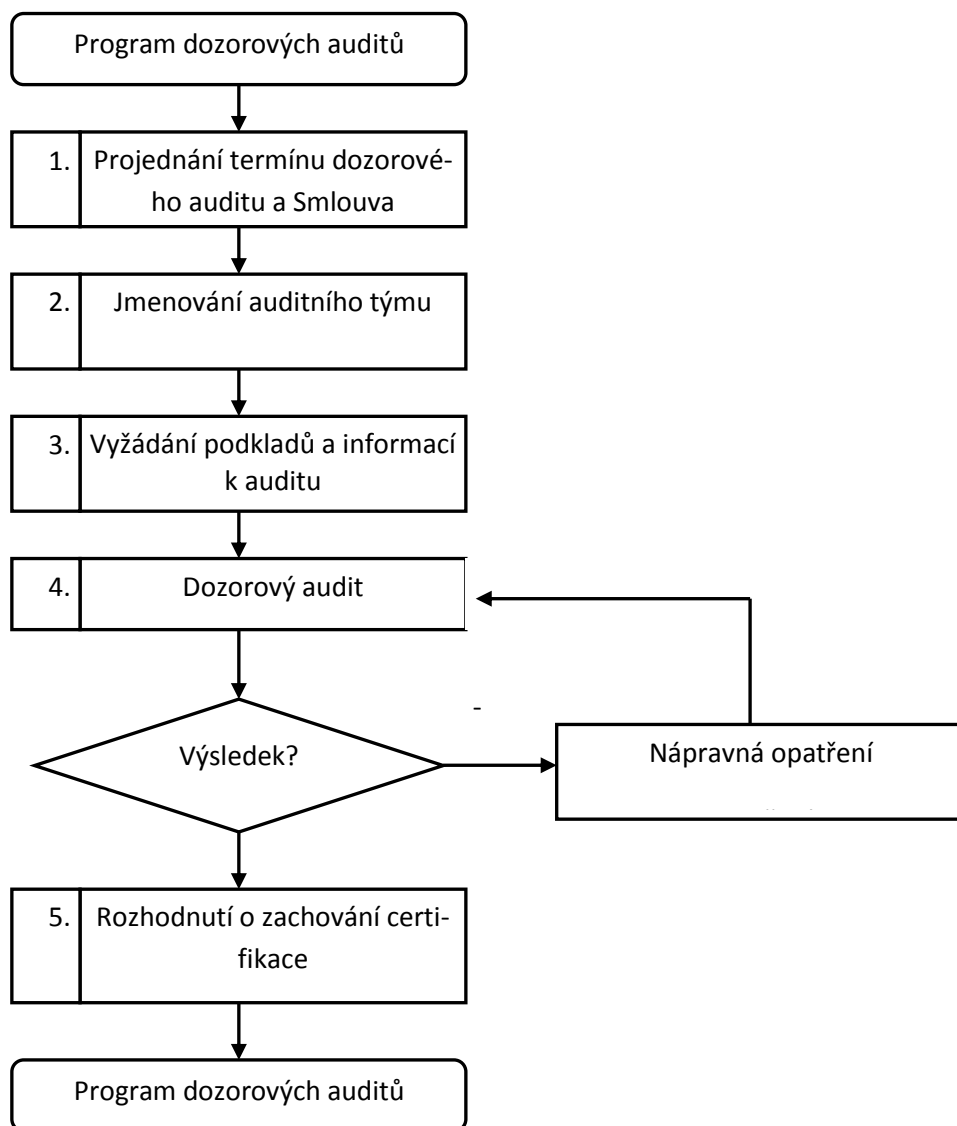 Program dozorových auditů
1. Projednání termínu dozorové-
ho auditu a Smlouva
2. Jmenování auditního týmu
3. Vyžádání podkladů a informací
k auditu
4. Dozorový audit
-
Výsledek?
Nápravná opatření
5. Rozhodnutí o zachování certi-
fikace
Program dozorových auditů